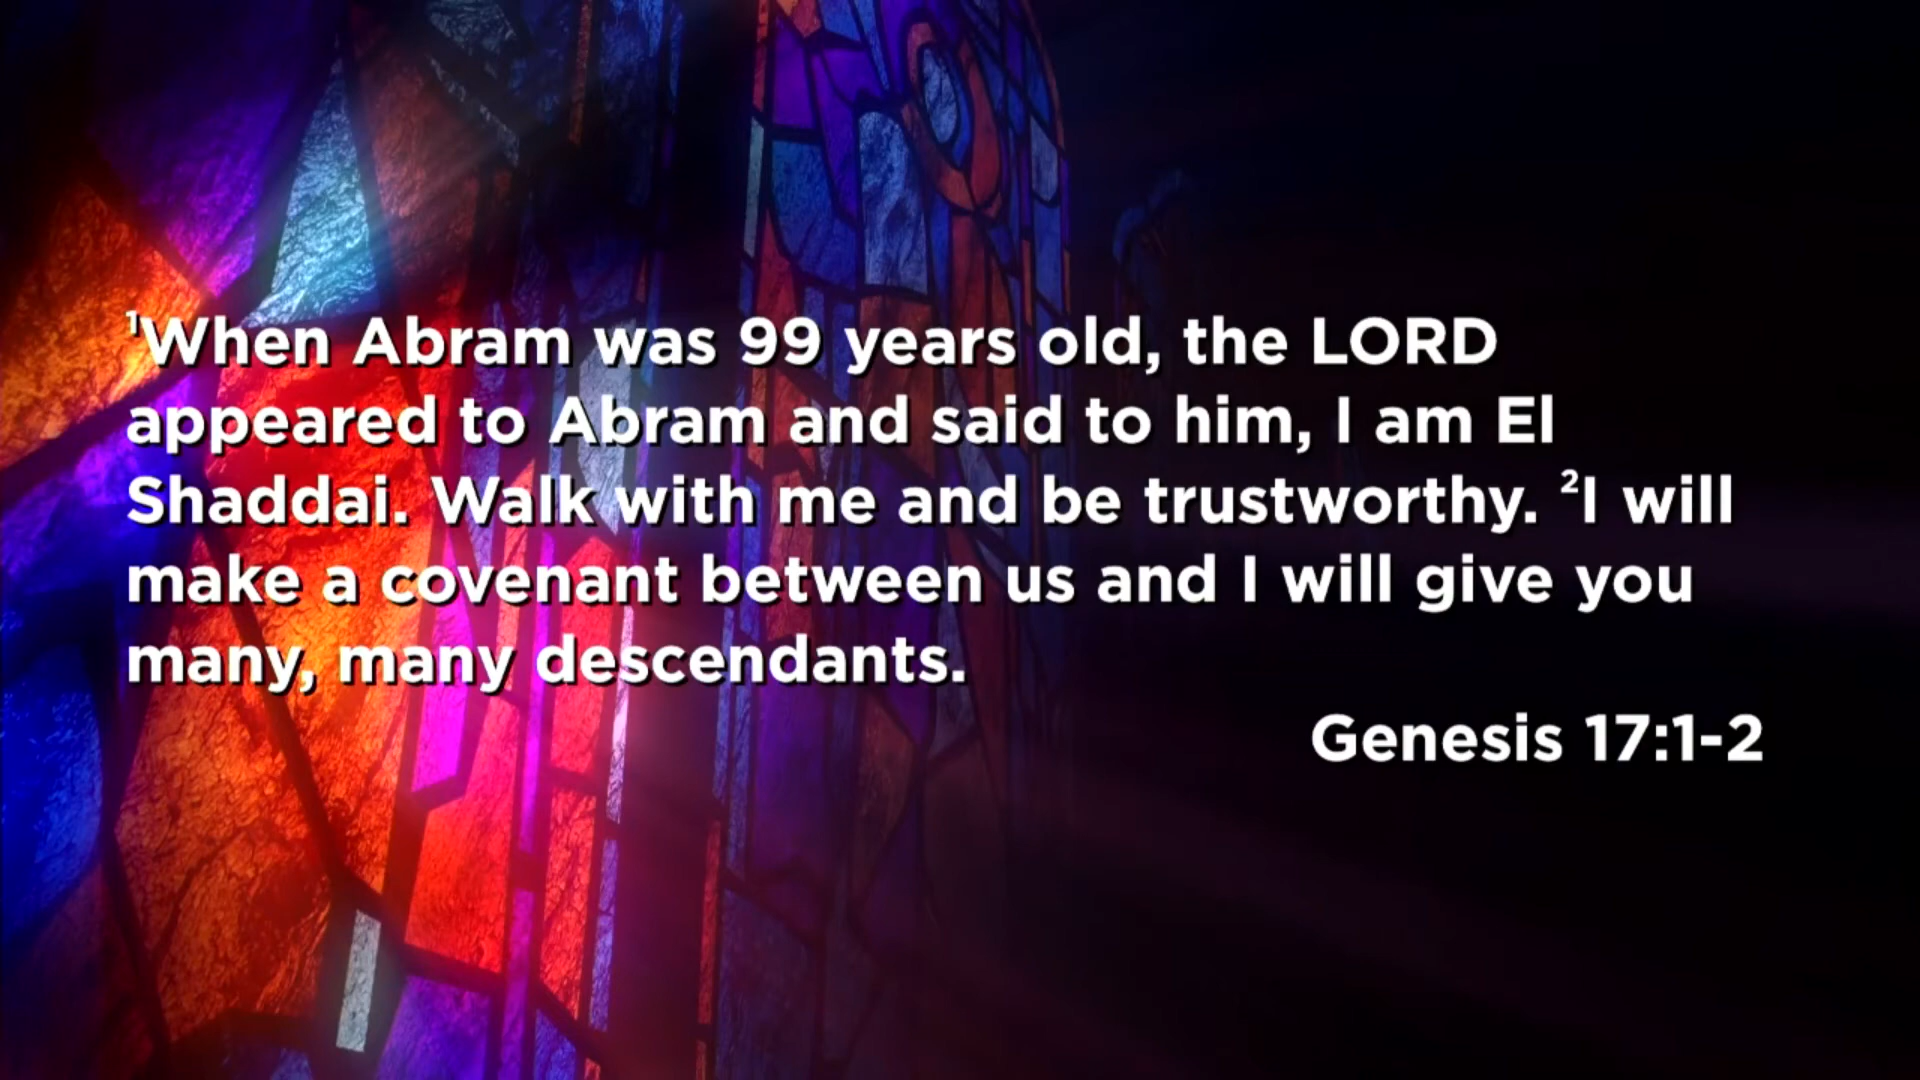 ¹When Abram was 99 years old, the LORD
appeared to Abram and said to him, I am El
Shaddai. Walk with me and be trustworthy. ²I will
make a covenant between us and I will give you
many, many descendants.
Genesis 17:1-2